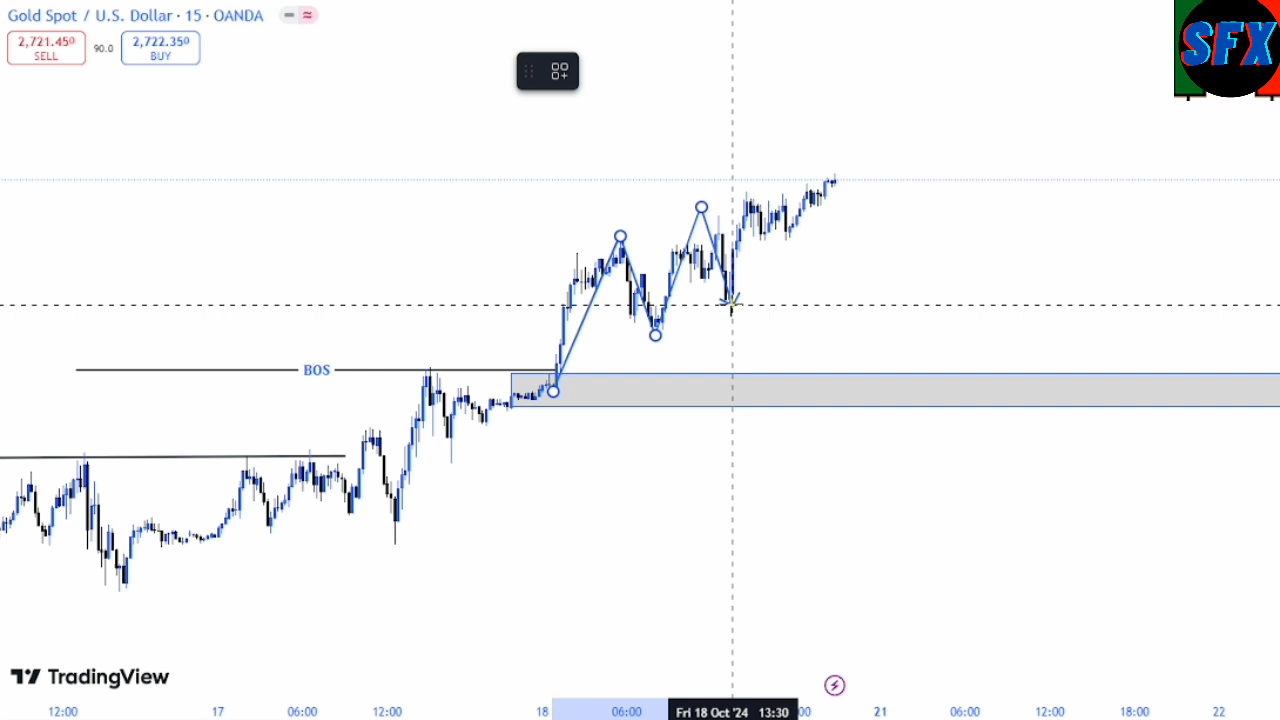 Gold Spot / U.S. Dollar · 15 · OANDA
2,721.450
SELL
90.0
2,722.350
BUY
SFX
BOS
TradingView
12:00
17
06:00
12:00
18
06:00
Fri 18 Oct '24 13:30
:00
21
06:00
12:00
18:00
22